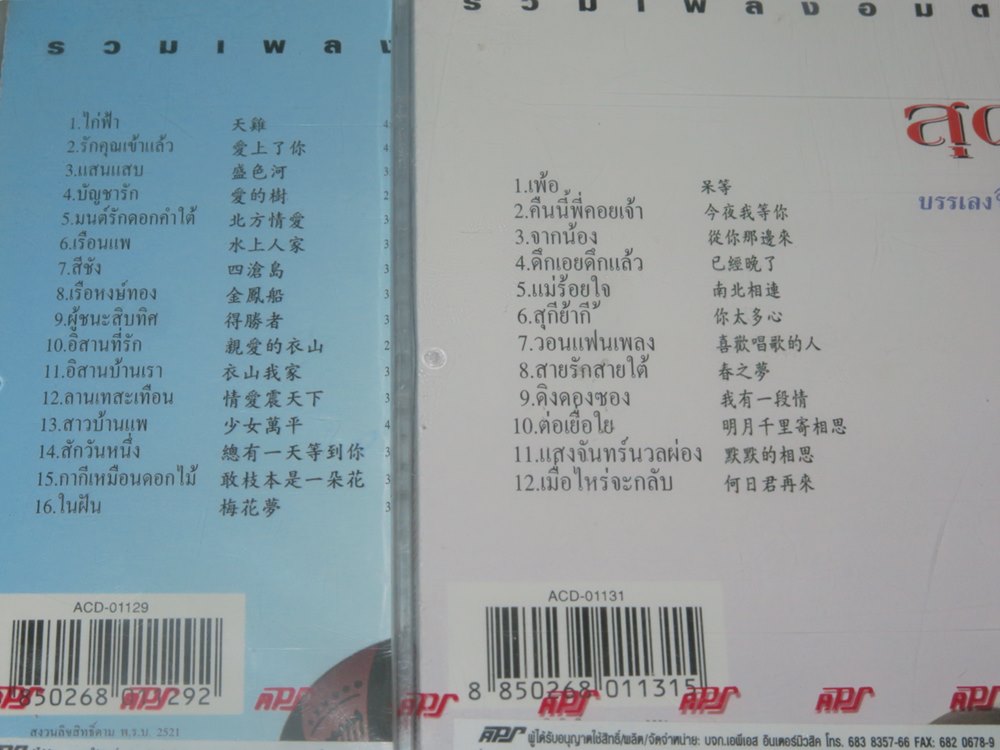 รวมเพล
1.ไก่ฟ้า 天雞
2.รักคุณเข้าแล้ว 愛上了你
3.แสนแสบ 盛色河
4.บัญชารัก 愛的樹
5.มนต์รักดอกคำใต้ 北方情愛
6.เรือนแพ 水上人家
7.สีชัง 四滄島
8.เรือหงษ์ทอง 金鳳船
9.ผู้ชนะสิบทิศ 得勝者
10.อิสานที่รัก 親愛的衣山
11.อิสานบ้านเรา 衣山我家
12.ลานเทสะเทือน 情愛震天下
13.สาวบ้านแพ 少女萬平
14.สักวันหนึ่ง 總有一天等到你
15.กากีเหมือนดอกไม้ 敢枝本是一朵花
16.ในฝัน 梅花夢
ACD-01129
APS APS APS
สงวนลิขสิทธิ์ตาม พ.ร.บ. 2521
รวมเพลงอมต
สุด
บรรเลง
1.เพ้อ 呆等
2.คืนนี้พี่คอยเจ้า 今夜我等你
3.จากน้อง 從你那邊來
4.ดึกเอยดึกแล้ว 已經晚了
5.แม่ร้อยใจ 南北相連
6.สุกี้ยากี้ 你太多心
7.วอนแฟนเพลง 喜歡唱歌的人
8.สายรักสายใต้ 春之夢
9.ดิงดองซอง 我有一段情
10.ต่อเยื่อใย 明月千里寄相思
11.แสงจันทร์นวลผ่อง 默默的相思
12.เมื่อไหร่จะกลับ 何日君再來
ACD-01131
8 850268 011315
APS APS APS APS APS
APS ผู้ได้รับอนุญาตใช้สิทธิ์/ผลิต/จัดจำหน่าย: บจก.เอพีเอส อินเตอร์มิวสิค โทร. 683 8357-66 FAX: 682 0678-9